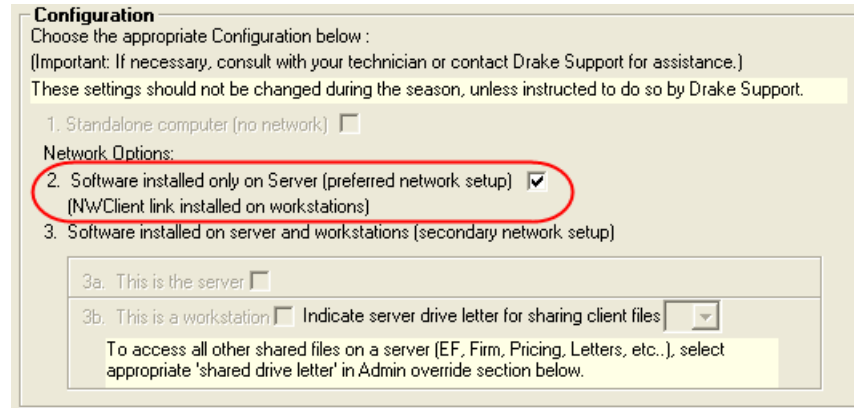 Configuration
Choose the appropriate Configuration below :
(Important: If necessary, consult with your technician or contact Drake Support for assistance.)
These settings should not be changed during the season, unless instructed to do so by Drake Support.
1. Standalone computer (no network)
Network Options:
2. Software installed only on Server (preferred network setup)
(NWClient link installed on workstations)
3. Software installed on server and workstations (secondary network setup)
3a. This is the server
3b. This is a workstation Indicate server drive letter for sharing client files
To access all other shared files on a server (EF, Firm, Pricing, Letters, etc..), select
appropriate 'shared drive letter' in Admin override section below.